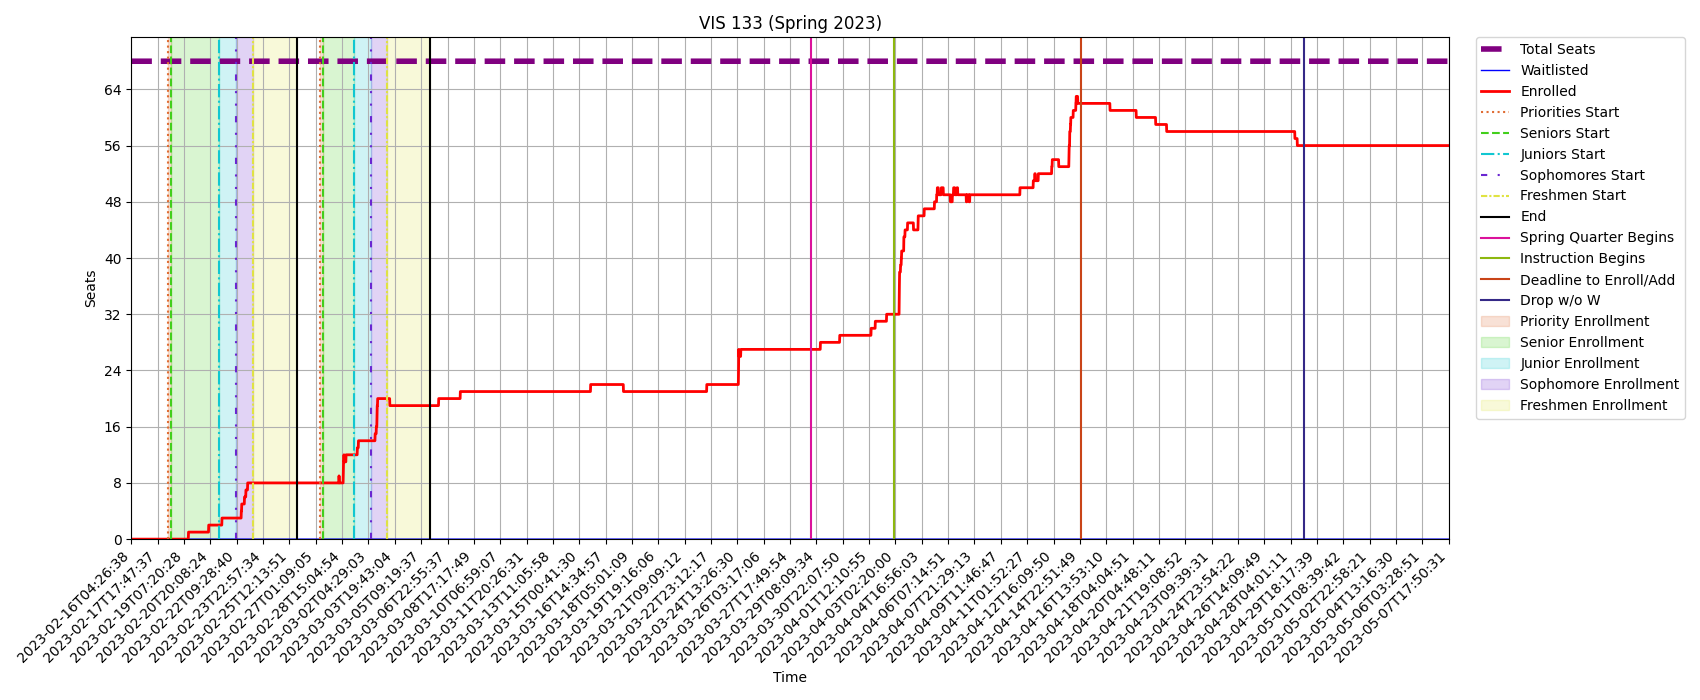 VIS 133 (Spring 2023)
Seats
64
56
48
40
32
24
16
8
0
2023-02-16T04:26:38
2023-02-17T17:47:37
2023-02-19T07:20:28
2023-02-20T20:08:24
2023-02-22T09:28:40
2023-02-23T22:57:34
2023-02-25T12:13:51
2023-02-27T01:09:05
2023-02-28T15:04:54
2023-03-02T04:29:03
2023-03-03T19:43:04
2023-03-05T09:19:37
2023-03-06T22:55:37
2023-03-08T17:17:49
2023-03-10T06:59:07
2023-03-11T20:26:31
2023-03-13T11:05:58
2023-03-15T00:41:30
2023-03-16T14:34:57
2023-03-18T05:01:09
2023-03-19T19:16:06
2023-03-21T09:09:12
2023-03-22T23:12:17
2023-03-24T13:26:30
2023-03-26T03:17:06
2023-03-27T17:49:54
2023-03-29T08:09:34
2023-03-30T22:07:50
2023-04-01T12:10:55
2023-04-03T02:20:00
2023-04-04T16:56:03
2023-04-06T07:14:51
2023-04-07T21:29:13
2023-04-09T11:46:47
2023-04-11T01:52:27
2023-04-12T16:09:50
2023-04-14T22:51:49
2023-04-16T13:53:10
2023-04-18T04:04:51
2023-04-20T04:48:11
2023-04-21T19:08:52
2023-04-23T09:39:31
2023-04-24T23:54:22
2023-04-26T14:09:49
2023-04-28T04:01:11
2023-04-29T18:17:39
2023-05-01T08:39:42
2023-05-02T22:58:21
2023-05-04T13:16:30
2023-05-06T03:28:51
2023-05-07T17:50:31
Time
Total Seats
Waitlisted
Enrolled
Priorities Start
Seniors Start
Juniors Start
Sophomores Start
Freshmen Start
End
Spring Quarter Begins
Instruction Begins
Deadline to Enroll/Add
Drop w/o W
Priority Enrollment
Senior Enrollment
Junior Enrollment
Sophomore Enrollment
Freshmen Enrollment